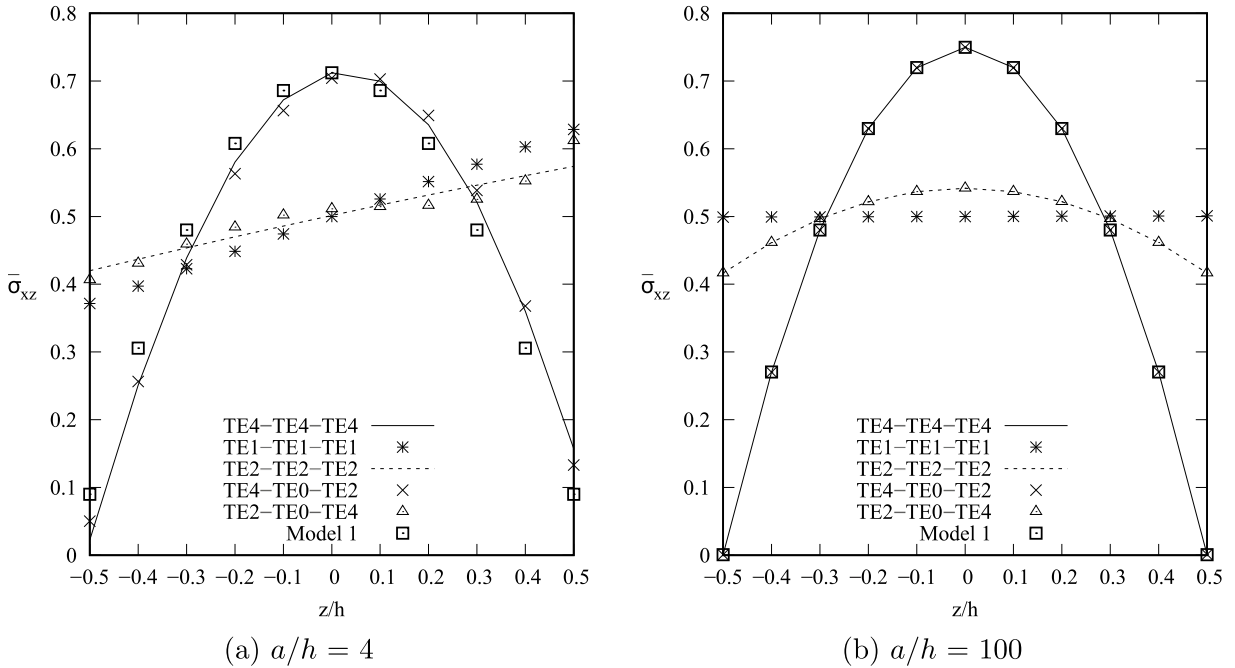 0.8
0.7
0.6
0.5
σ̄xz
0.4
0.3
0.2
0.1
0
TE4−TE4−TE4
TE1−TE1−TE1
TE2−TE2−TE2
TE4−TE0−TE2
TE2−TE0−TE4
Model 1
−0.5 −0.4 −0.3 −0.2 −0.1 0 0.1 0.2 0.3 0.4 0.5
z/h
(a) a/h = 4
0.8
0.7
0.6
0.5
σ̄xz
0.4
0.3
0.2
0.1
0
TE4−TE4−TE4
TE1−TE1−TE1
TE2−TE2−TE2
TE4−TE0−TE2
TE2−TE0−TE4
Model 1
−0.5 −0.4 −0.3 −0.2 −0.1 0 0.1 0.2 0.3 0.4 0.5
z/h
(b) a/h = 100